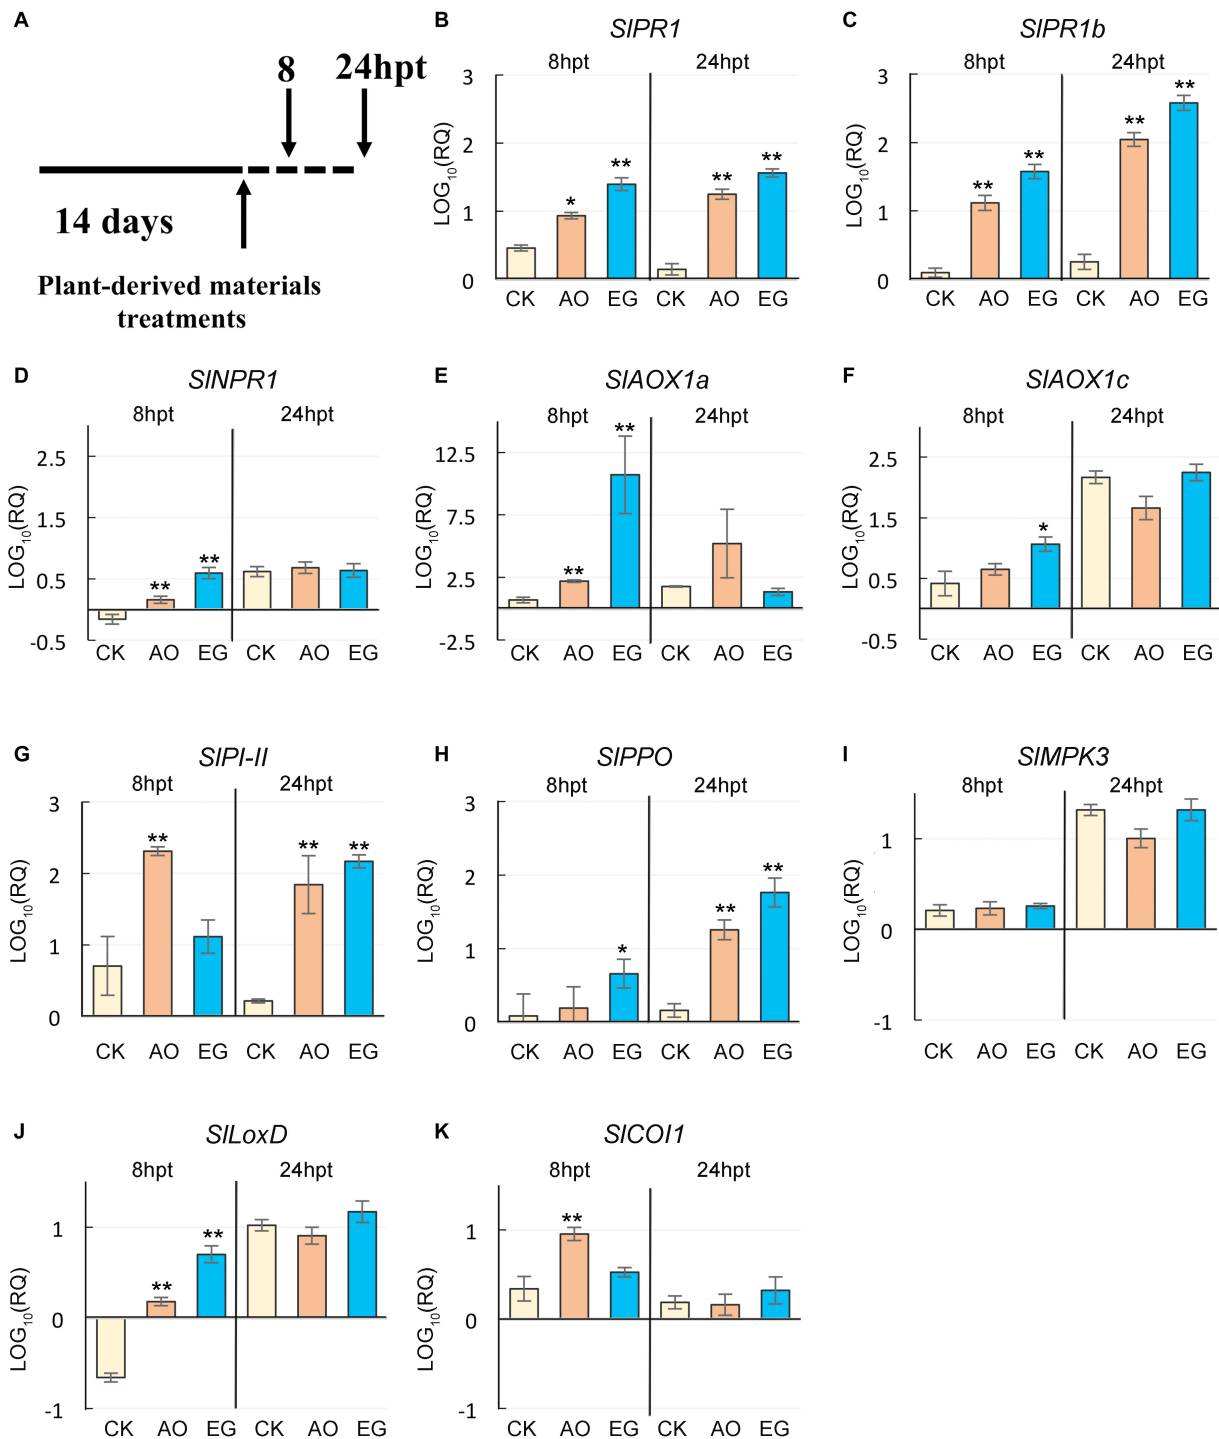 A
8
24hpt
14 days
Plant-derived materials
treatments
B
SlPR1
8hpt
24hpt
LOG10(RQ)
3
2
1
0
*
**
**
**
CK
AO
EG
CK
AO
EG
C
SlPR1b
8hpt
24hpt
LOG10(RQ)
3
2
1
0
**
**
**
**
CK
AO
EG
CK
AO
EG
D
SlNPR1
8hpt
24hpt
LOG10(RQ)
2.5
1.5
0.5
-0.5
**
**
CK
AO
EG
CK
AO
EG
E
SlAOX1a
8hpt
24hpt
LOG10(RQ)
12.5
7.5
2.5
-2.5
**
**
CK
AO
EG
CK
AO
EG
F
SlAOX1c
8hpt
24hpt
LOG10(RQ)
2.5
1.5
0.5
-0.5
*
CK
AO
EG
CK
AO
EG
G
SlPI-II
8hpt
24hpt
LOG10(RQ)
3
2
1
0
**
**
**
CK
AO
EG
CK
AO
EG
H
SlPPO
8hpt
24hpt
LOG10(RQ)
3
2
1
0
*
**
**
CK
AO
EG
CK
AO
EG
I
SlMPK3
8hpt
24hpt
LOG10(RQ)
1
0
-1
CK
AO
EG
CK
AO
EG
J
SlLoxD
8hpt
24hpt
LOG10(RQ)
1
0
-1
**
**
CK
AO
EG
CK
AO
EG
K
SlCOI1
8hpt
24hpt
LOG10(RQ)
1
0
-1
**
CK
AO
EG
CK
AO
EG